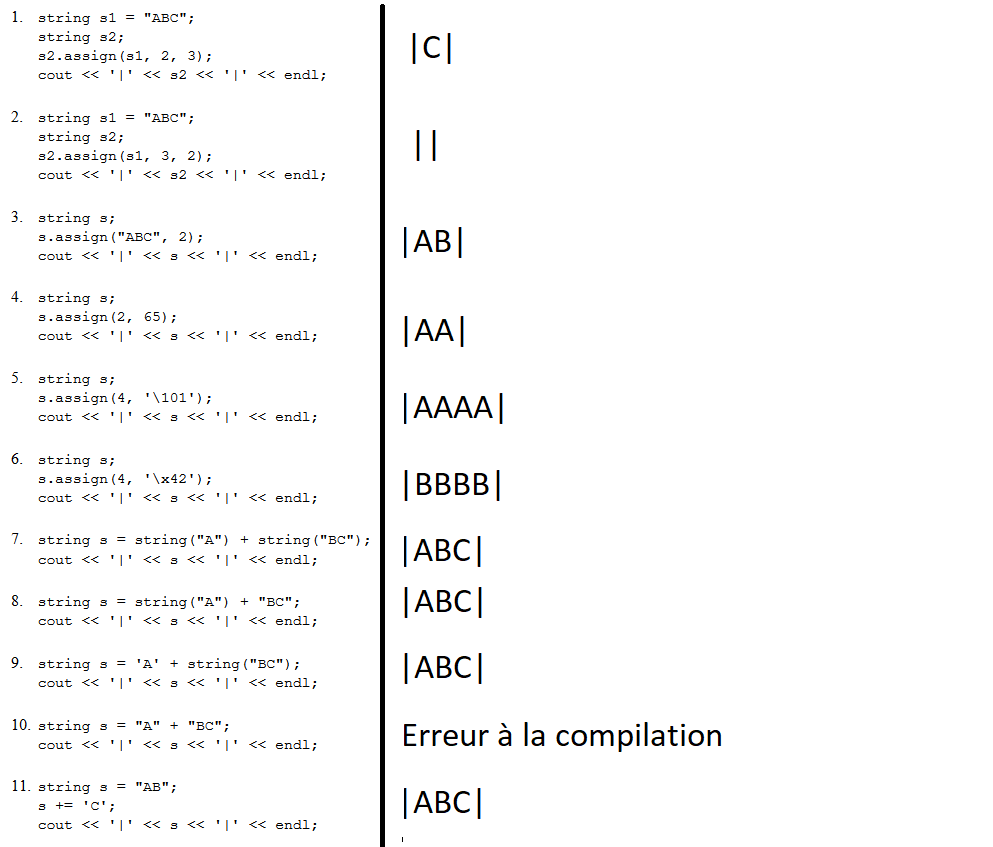 1. string s1 = "ABC";
string s2;
s2.assign(s1, 2, 3);
cout << '|' << s2 << '|' << endl;
|C|
2. string s1 = "ABC";
string s2;
s2.assign(s1, 3, 2);
cout << '|' << s2 << '|' << endl;
||
3. string s;
s.assign("ABC", 2);
cout << '|' << s << '|' << endl;
|AB|
4. string s;
s.assign(2, 65);
cout << '|' << s << '|' << endl;
|AA|
5. string s;
s.assign(4, '\101');
cout << '|' << s << '|' << endl;
|AAAA|
6. string s;
s.assign(4, '\x42');
cout << '|' << s << '|' << endl;
|BBBB|
7. string s = string("A") + string("BC");
cout << '|' << s << '|' << endl;
|ABC|
8. string s = string("A") + "BC";
cout << '|' << s << '|' << endl;
|ABC|
9. string s = 'A' + string("BC");
cout << '|' << s << '|' << endl;
|ABC|
10. string s = "A" + "BC";
cout << '|' << s << '|' << endl;
Erreur à la compilation
11. string s = "AB";
s += 'C';
cout << '|' << s << '|' << endl;
|ABC|